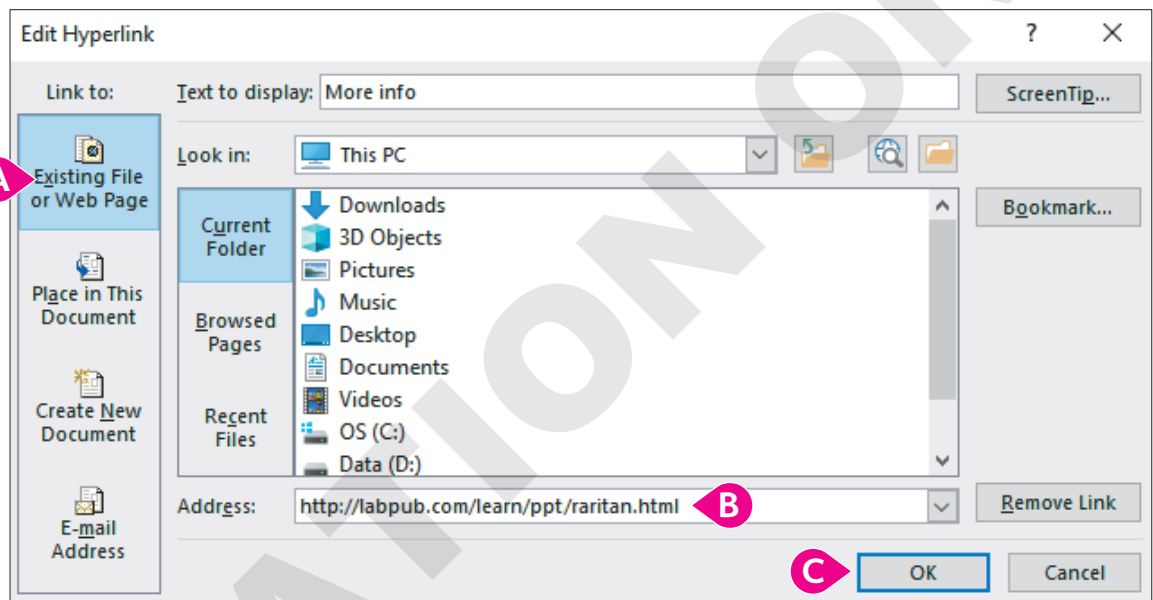 Edit Hyperlink ? ×
Link to:
Text to display: More info
ScreenTip...
A
Existing File
or Web Page
Look in: This PC
Current
Folder
Downloads
3D Objects
Pictures
Music
Desktop
Documents
Videos
OS (C:)
Data (D:)
Bookmark...
Place in This
Document
Browsed
Pages
Create New
Document
Recent
Files
E-mail
Address
Address: http://labpub.com/learn/ppt/raritan.html B
Remove Link
C OK Cancel
ATION ON